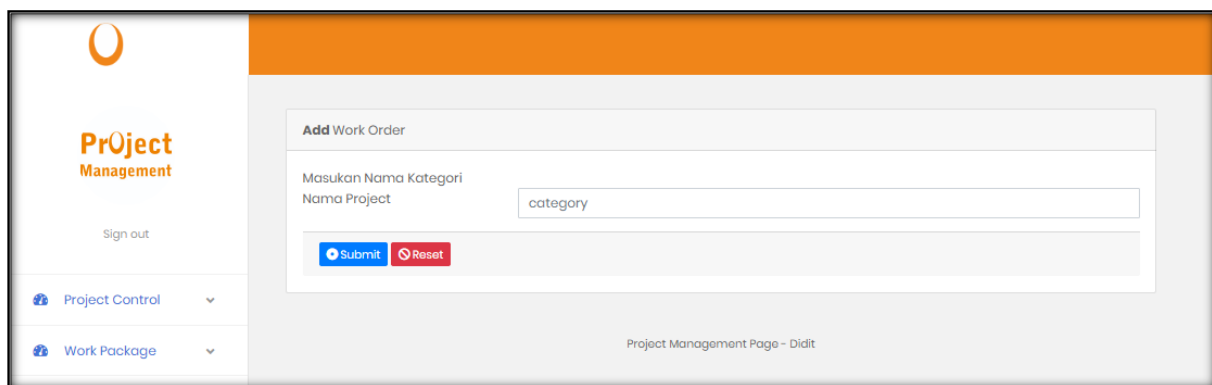 PrOject
Management
Sign out
Project Control
Work Package
Add Work Order
Masukan Nama Kategori
Nama Project
category
Submit
Reset
Project Management Page - Didit